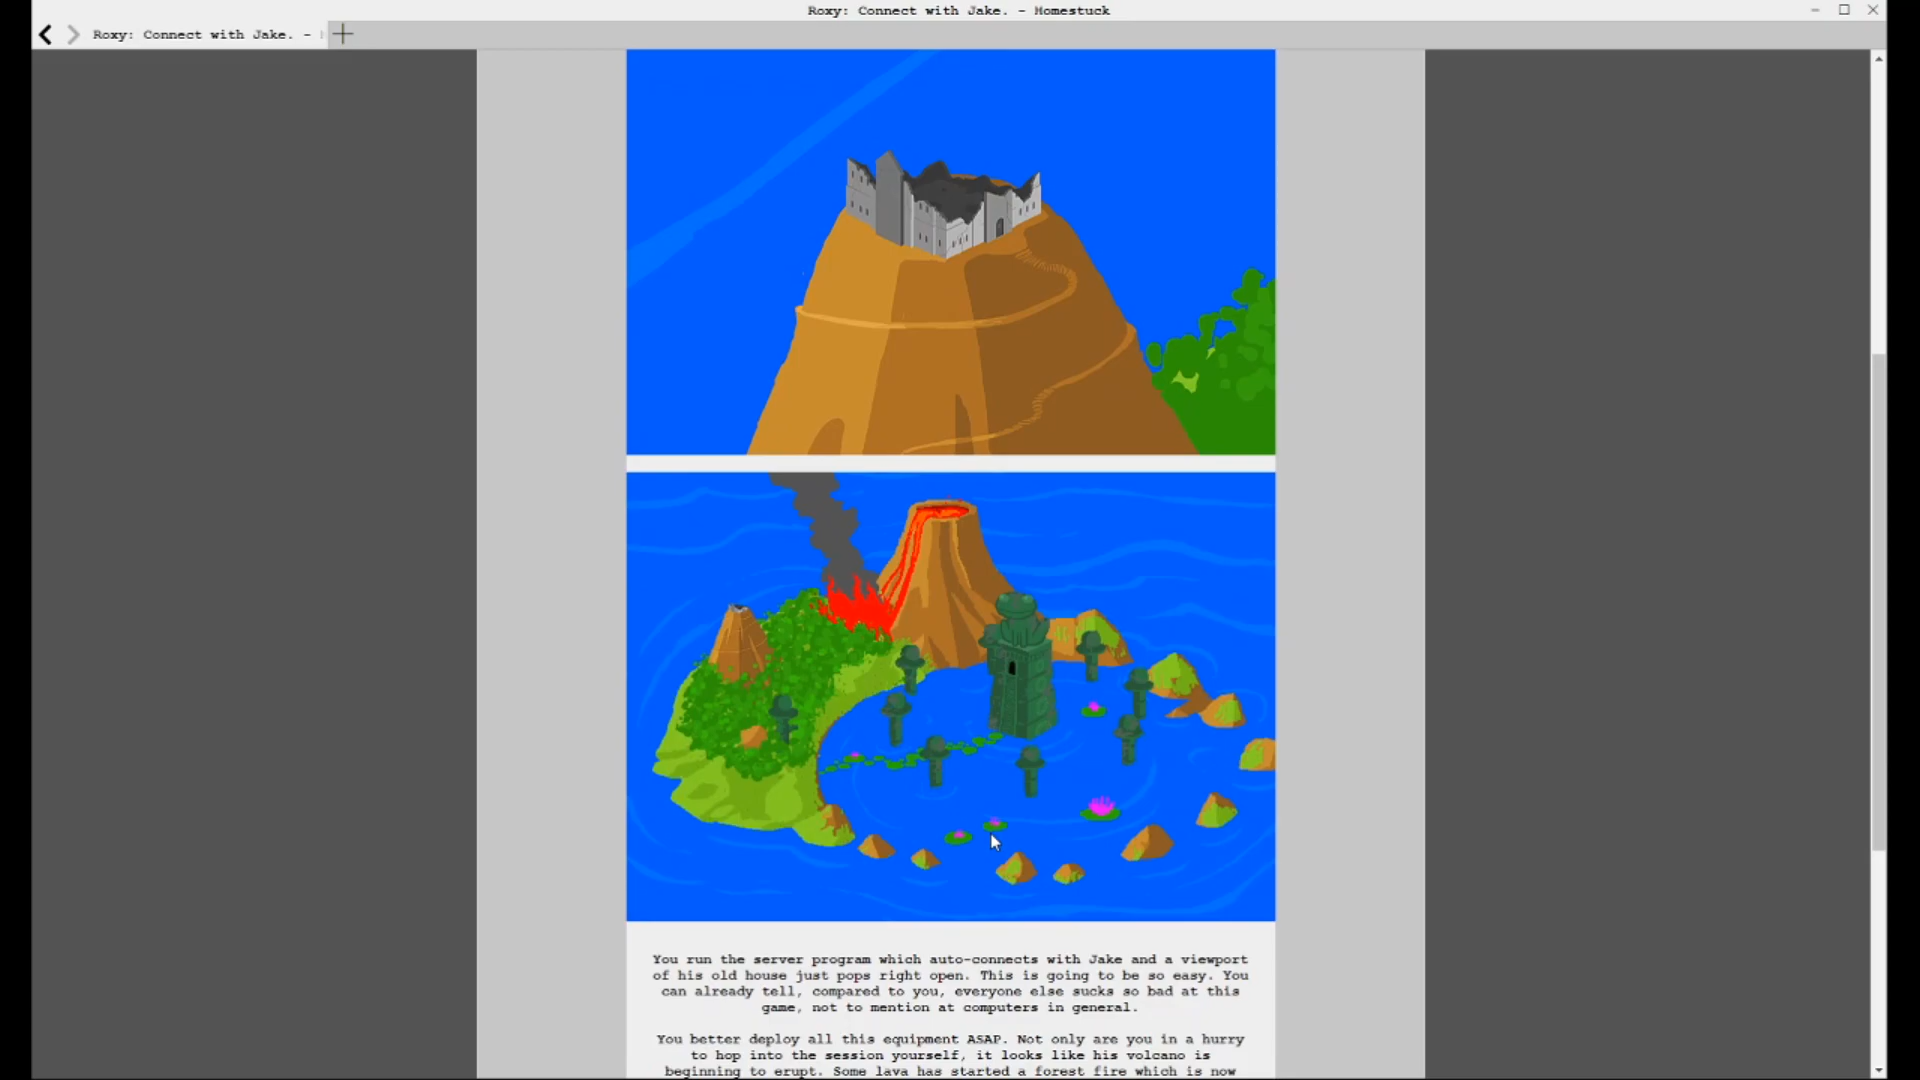 Roxy: Connect with Jake. - Homestuck
Roxy: Connect with Jake. -
You run the server program which auto-connects with Jake and a viewport
of his old house just pops right open. This is going to be so easy. You
can already tell, compared to you, everyone else sucks so bad at this
game, not to mention at computers in general.
You better deploy all this equipment ASAP. Not only are you in a hurry
to hop into the session yourself, it looks like his volcano is
beginning to erupt. Some lava has started a forest fire which is now